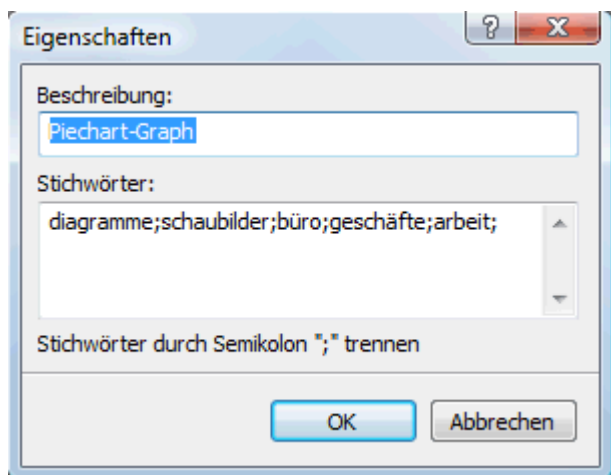 Eigenschaften
Beschreibung:
Piechart-Graph
Stichwörter:
diagramme;schaubilder;büro;geschäfte;arbeit;
Stichwörter durch Semikolon ";" trennen
OK Abbrechen